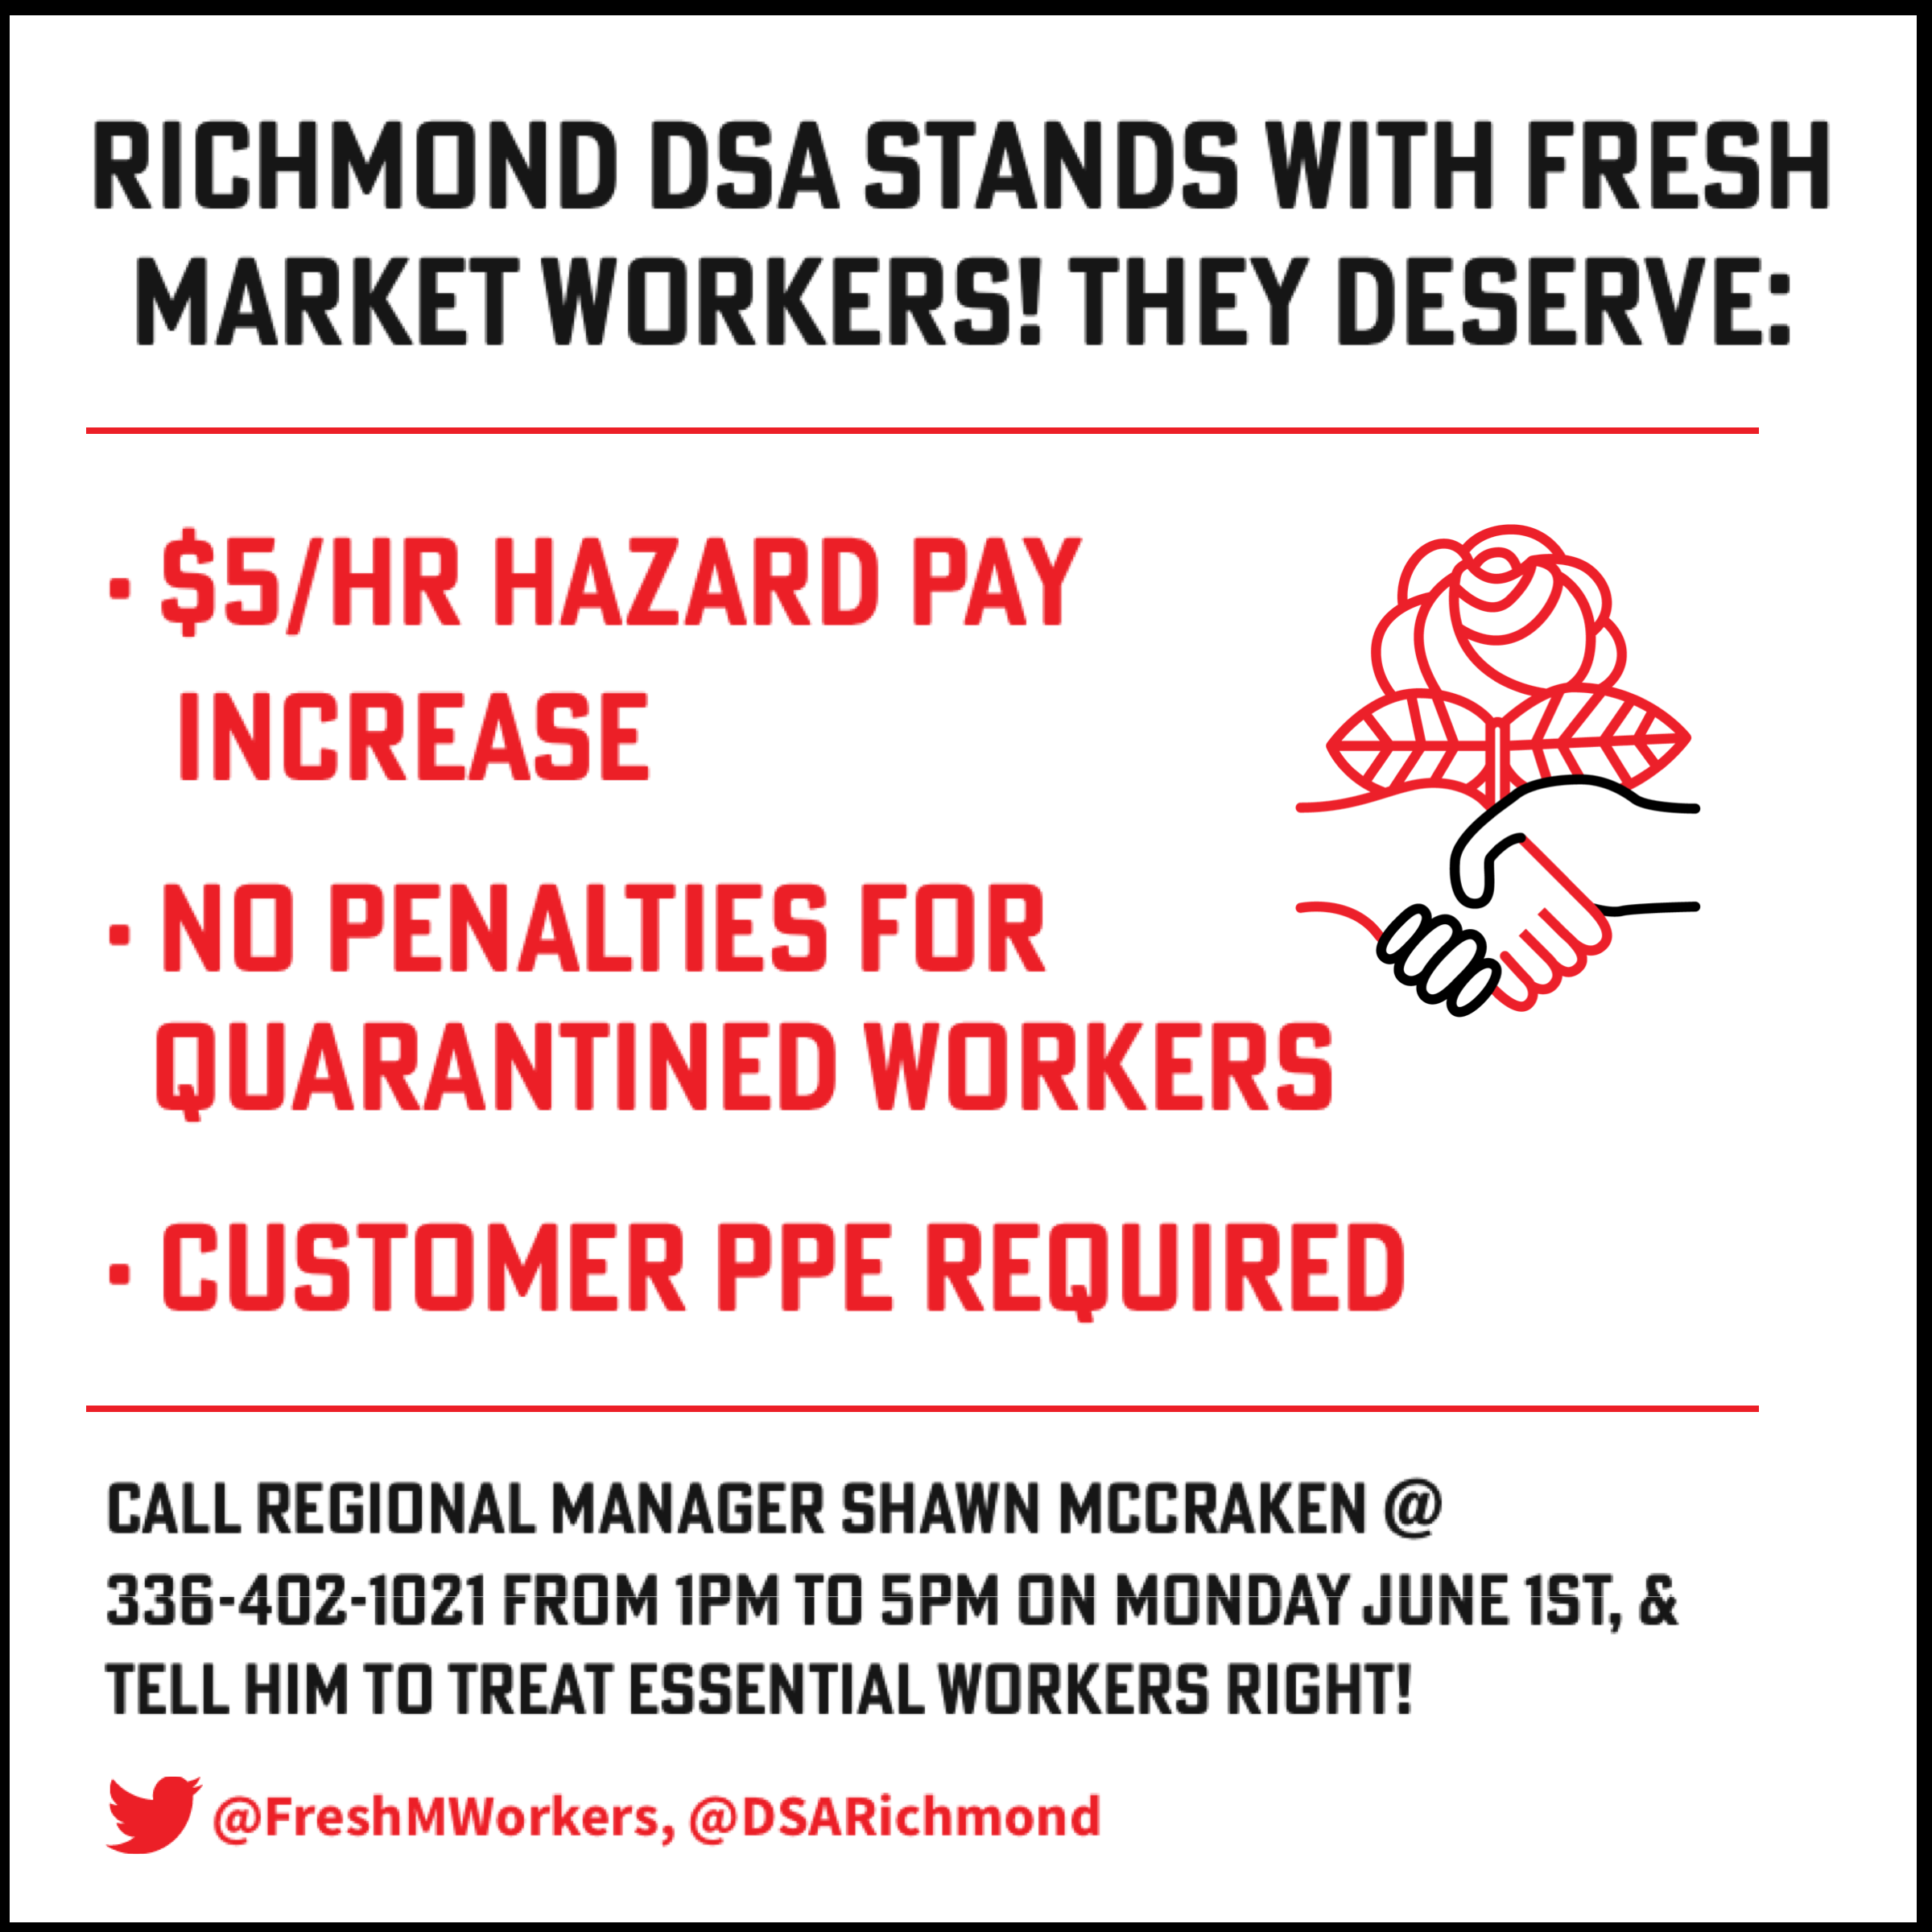 RICHMOND DSA STANDS WITH FRESH
MARKET WORKERS! THEY DESERVE:
· $5/HR HAZARD PAY
INCREASE
· NO PENALTIES FOR
QUARANTINED WORKERS
· CUSTOMER PPE REQUIRED
CALL REGIONAL MANAGER SHAWN MCCRAKEN @
336-402-1021 FROM 1PM TO 5PM ON MONDAY JUNE 1ST, &
TELL HIM TO TREAT ESSENTIAL WORKERS RIGHT!
@FreshMWorkers, @DSARichmond